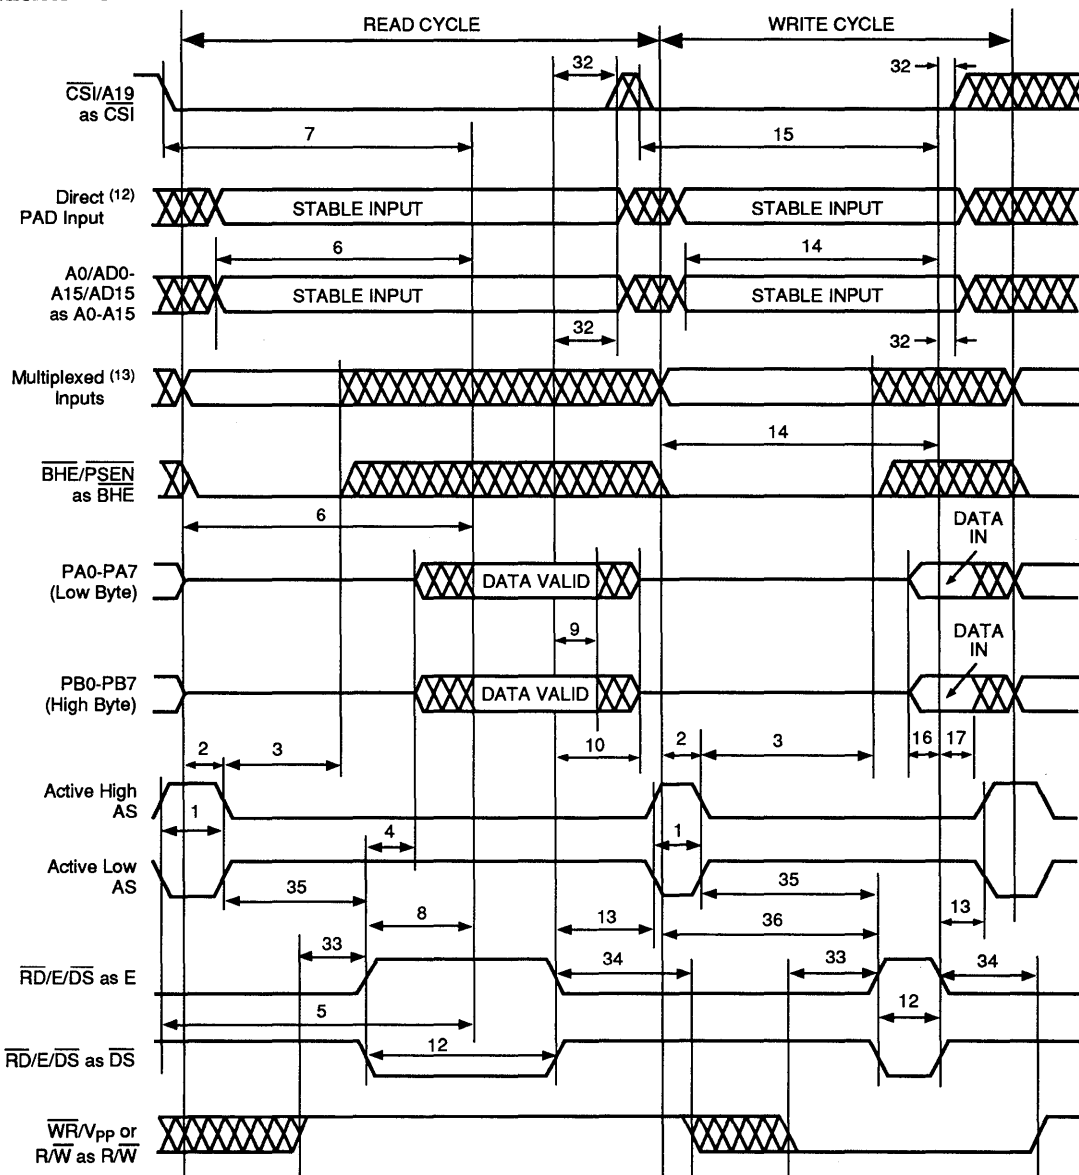 READ CYCLE
WRITE CYCLE
32
32
CSI/A19
as CSI
7
15
Direct (12)
PAD Input
STABLE INPUT
STABLE INPUT
6
14
A0/AD0-
A15/AD15
as A0-A15
STABLE INPUT
STABLE INPUT
32
32
Multiplexed (13)
Inputs
14
BHE/PSEN
as BHE
6
DATA
IN
PA0-PA7
(Low Byte)
DATA VALID
9
DATA
IN
PB0-PB7
(High Byte)
DATA VALID
2
3
10
2
3
16
17
Active High
AS
1
4
1
Active Low
AS
35
35
8
13
36
13
33
34
33
34
RD/E/DS as E
5
12
12
RD/E/DS as DS
WR/VPP or
R/W as R/W